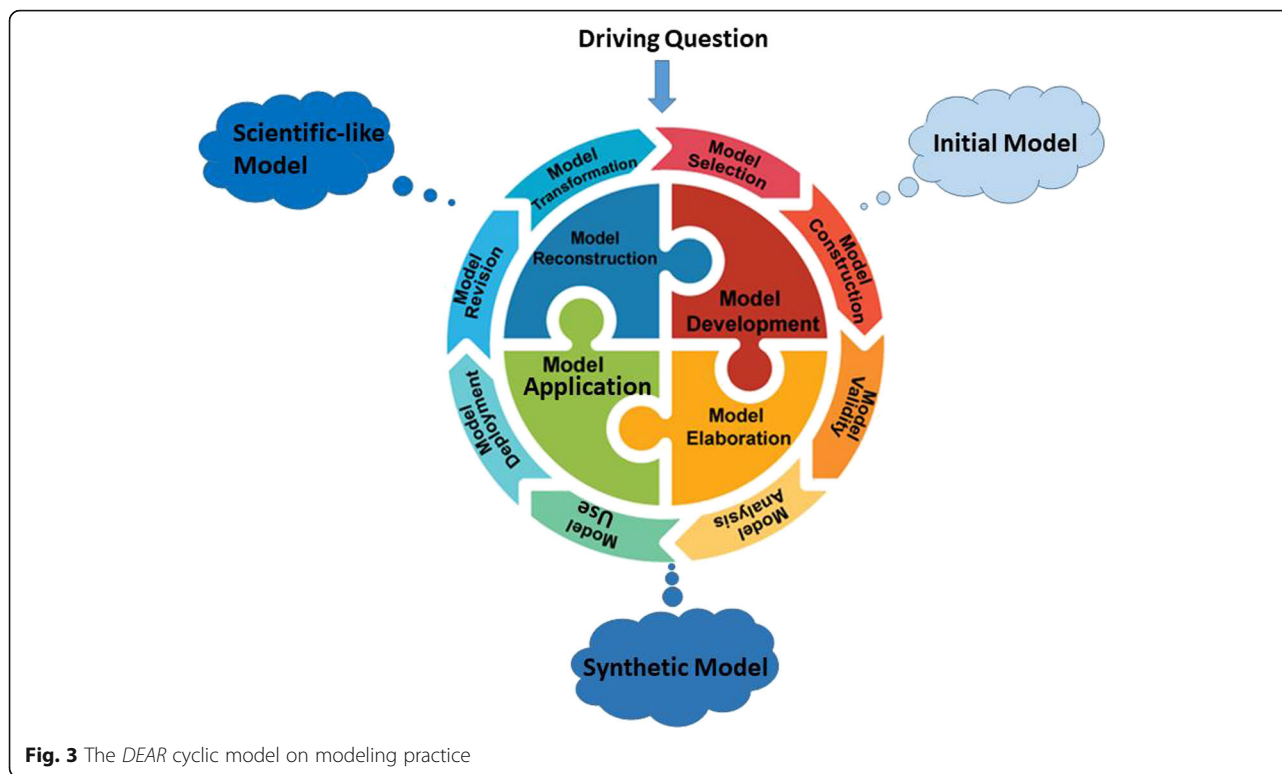 Driving Question
Scientific-like
Model
Initial Model
Model
Transformation
Model
Selection
Model
Construction
Model
Validity
Model
Analysis
Model
Use
Model
Deployment
Model
Revision
Model
Reconstruction
Model
Development
Model
Application
Model
Elaboration
Synthetic Model
Fig. 3 The DEAR cyclic model on modeling practice